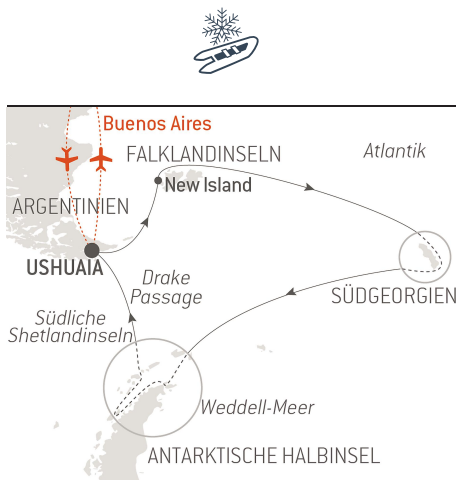 Buenos Aires
FALKLANDINSELN
Atlantik
New Island
ARGENTINIEN
USHUAIA
Drake
Passage
SÜDGEORGIEN
Südliche
Shetlandinseln
Weddell-Meer
ANTARKTISCHE HALBINSEL